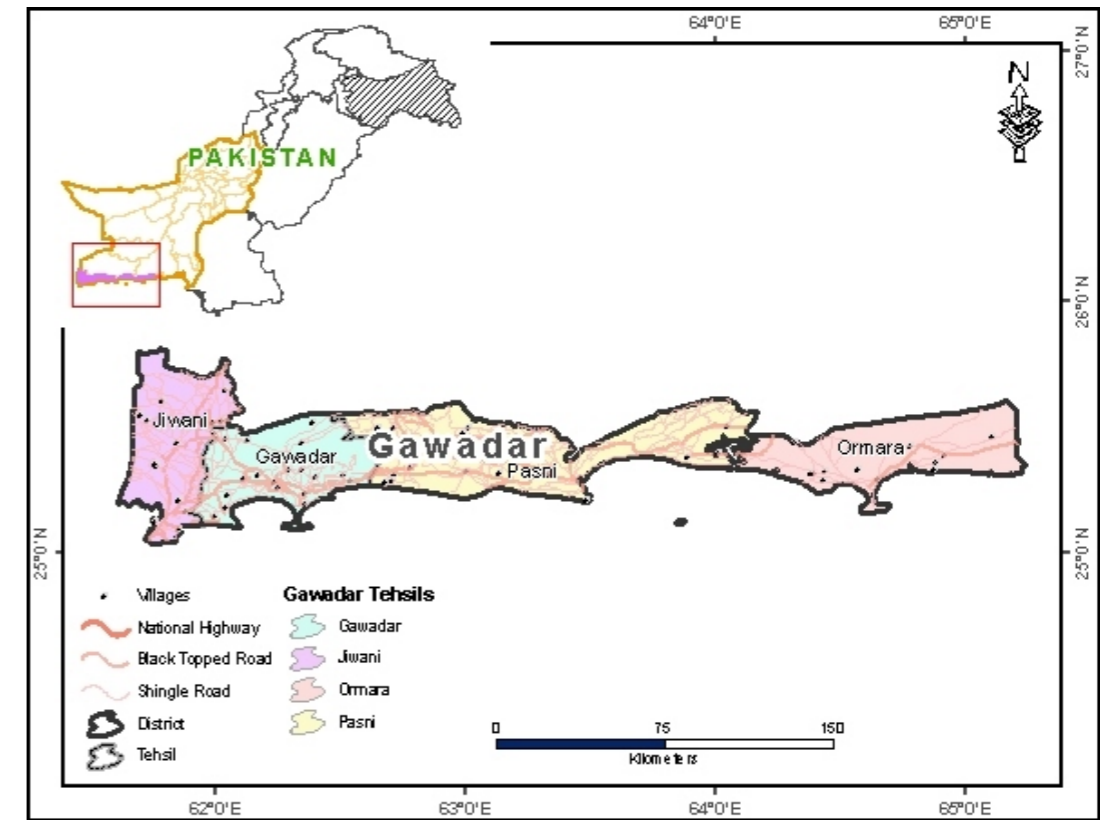 64°0'E 65°0'E
27°0'N
N
PAKISTAN
26°0'N
Jiwani
Gawadar
Gawadar
Pasni
Ormara
25°0'N
25°0'N
Villages
National Highway
Black Topped Road
Shingle Road
District
Tehsil
Gawadar Tehsils
Gawadar
Jiwani
Ormara
Pasni
0 75 150
Kilometers
62°0'E 63°0'E 64°0'E 65°0'E